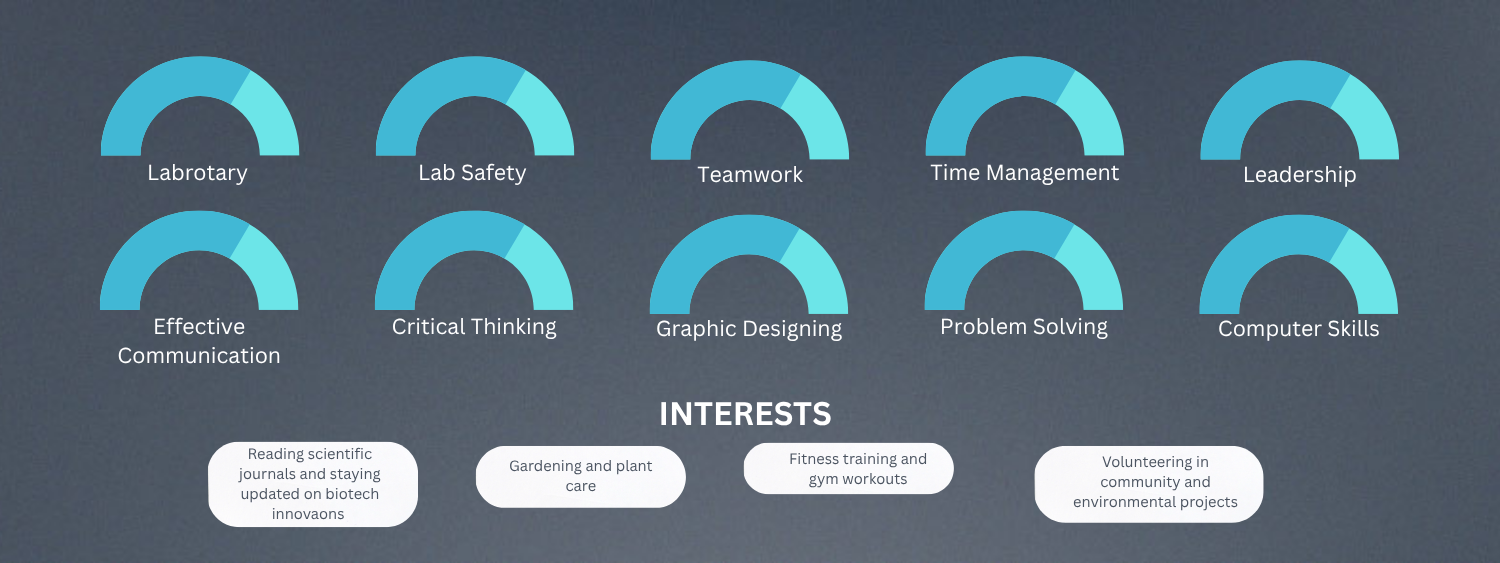 Labrotary
Lab Safety
Teamwork
Time Management
Leadership
Effective
Communication
Critical Thinking
Graphic Designing
Problem Solving
Computer Skills
INTERESTS
Reading scientific
journals and staying
updated on biotech
innovaons
Gardening and plant
care
Fitness training and
gym workouts
Volunteering in
community and
environmental projects